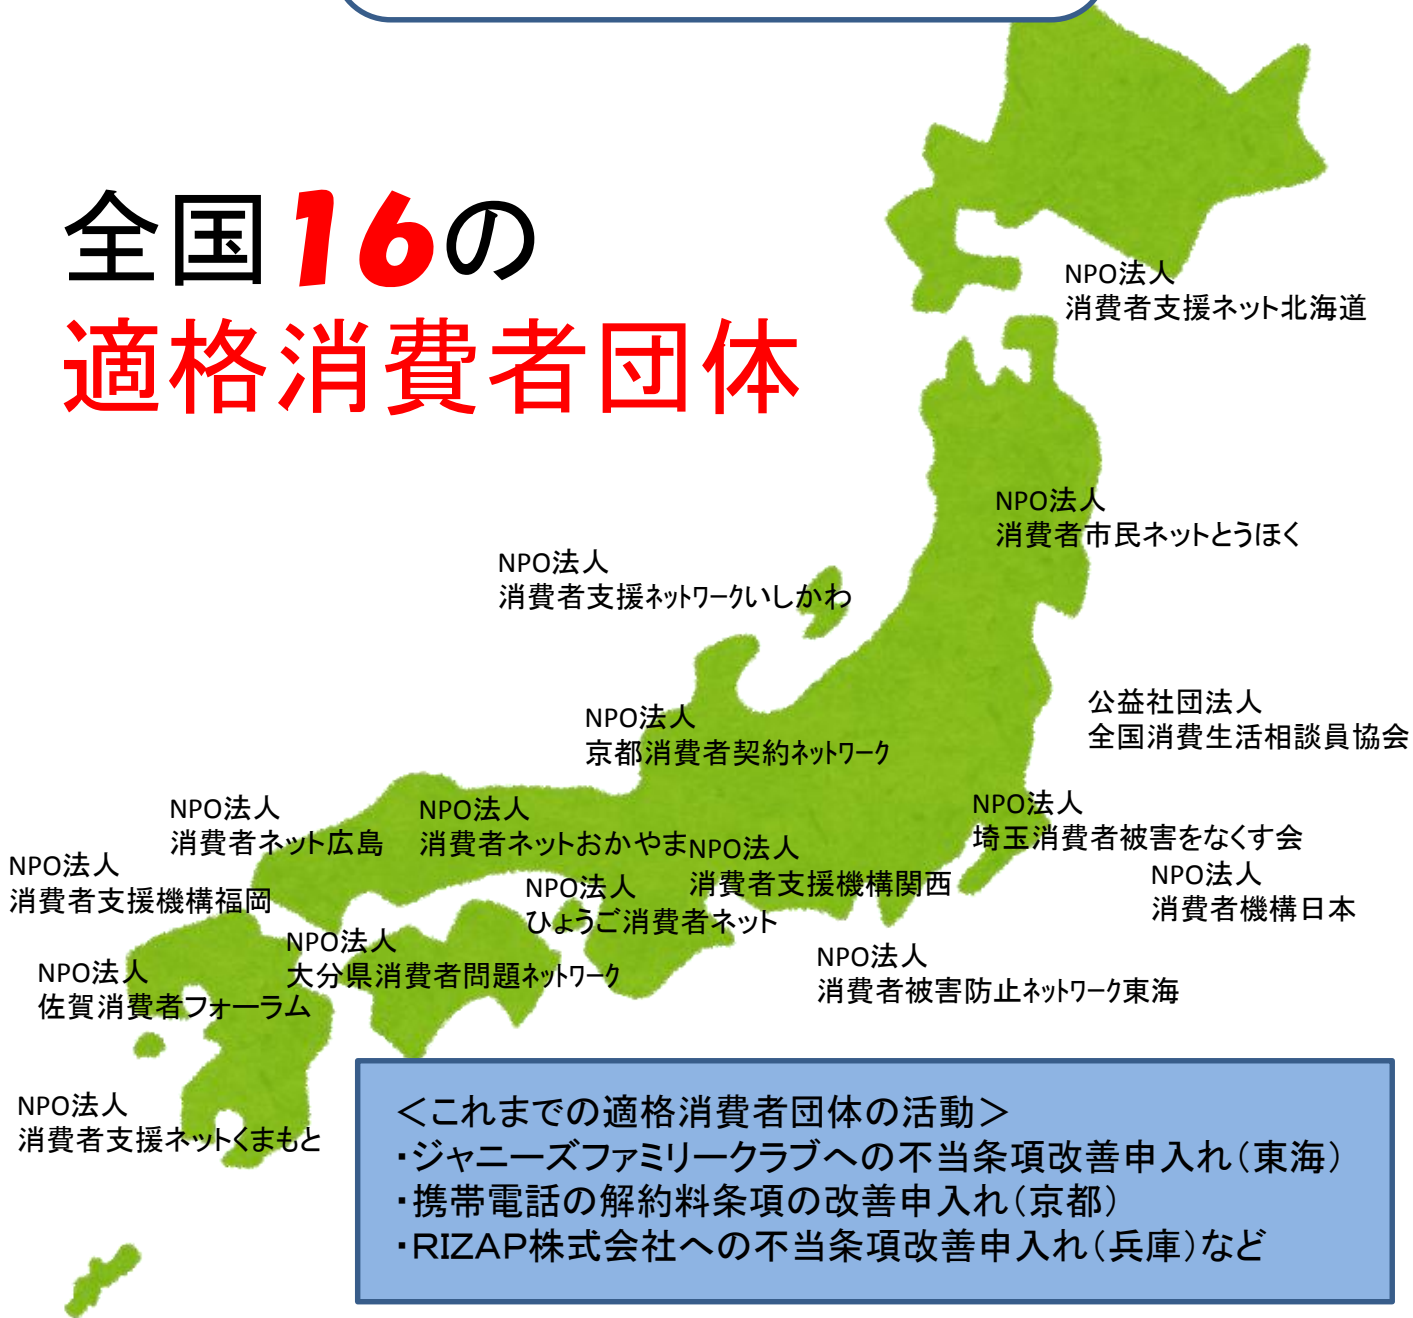 全国16の
適格消費者団体
NPO法人
消費者支援ネット北海道
NPO法人
消費者市民ネットとうほく
NPO法人
消費者支援ネットワークいしかわ
公益社団法人
全国消費生活相談員協会
NPO法人
京都消費者契約ネットワーク
NPO法人
消費者ネット広島
NPO法人
消費者ネットおかやま
NPO法人
埼玉消費者被害をなくす会
NPO法人
消費者支援機構関西
NPO法人
消費者支援機構福岡
NPO法人
消費者機構日本
NPO法人
ひょうご消費者ネット
NPO法人
大分県消費者問題ネットワーク
NPO法人
消費者被害防止ネットワーク東海
NPO法人
佐賀消費者フォーラム
NPO法人
消費者支援ネットくまもと
<これまでの適格消費者団体の活動>
・ジャニーズファミリークラブへの不当条項改善申入れ(東海)
・携帯電話の解約料条項の改善申入れ(京都)
・RIZAP株式会社への不当条項改善申入れ(兵庫)など